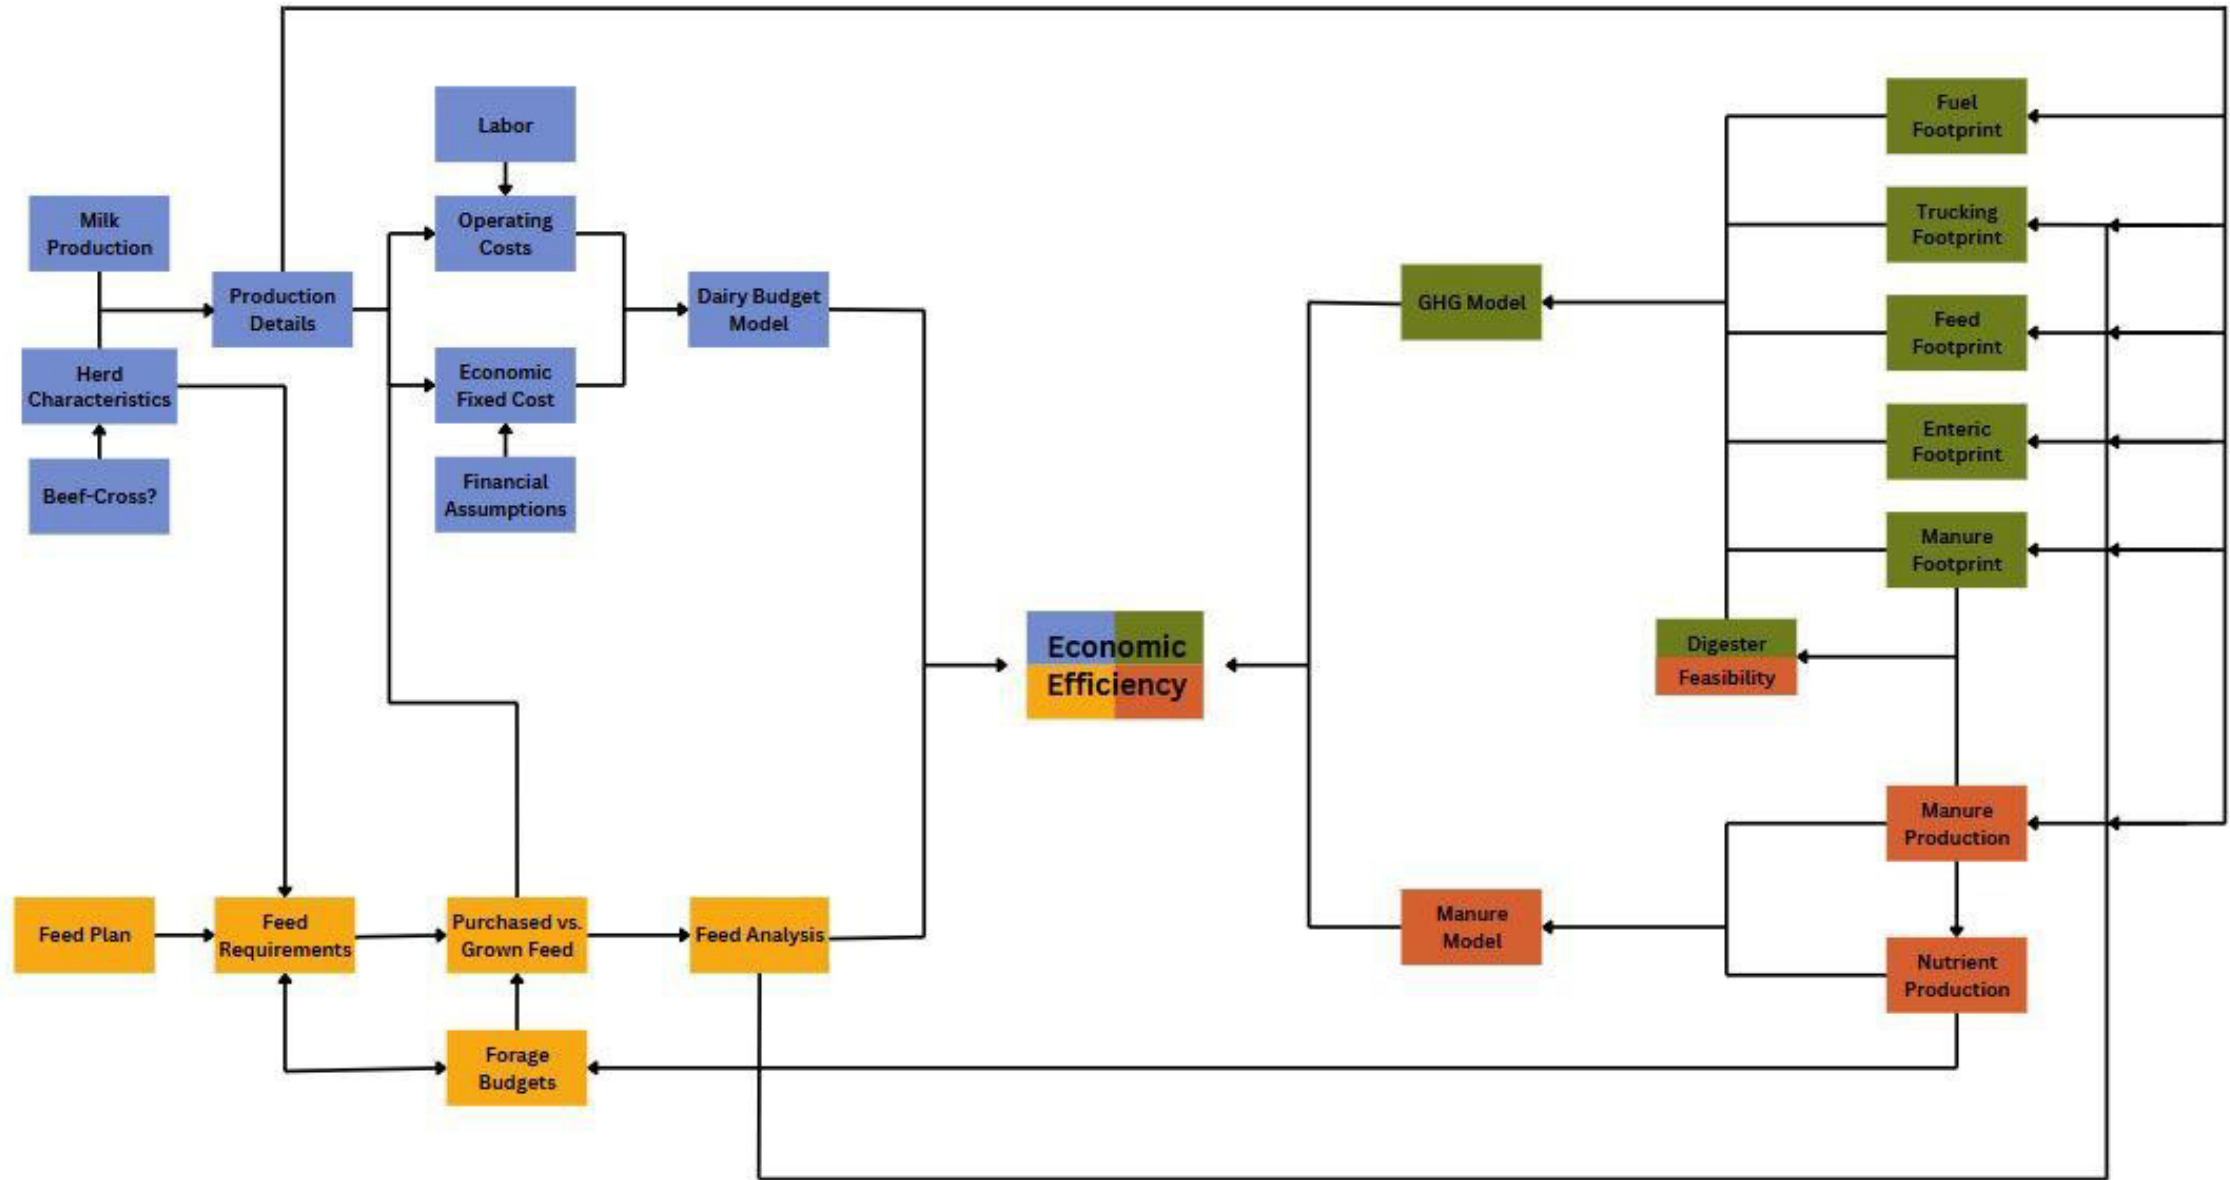 Labor
Milk
Production
Operating
Costs
Production
Details
Dairy Budget
Model
Herd
Characteristics
Economic
Fixed Cost
Beef-Cross?
Financial
Assumptions
Feed Plan
Feed
Requirements
Purchased vs.
Grown Feed
Feed Analysis
Forage
Budgets
Economic
Efficiency
GHG Model
Manure
Model
Fuel
Footprint
Trucking
Footprint
Feed
Footprint
Enteric
Footprint
Manure
Footprint
Digester
Feasibility
Manure
Production
Nutrient
Production